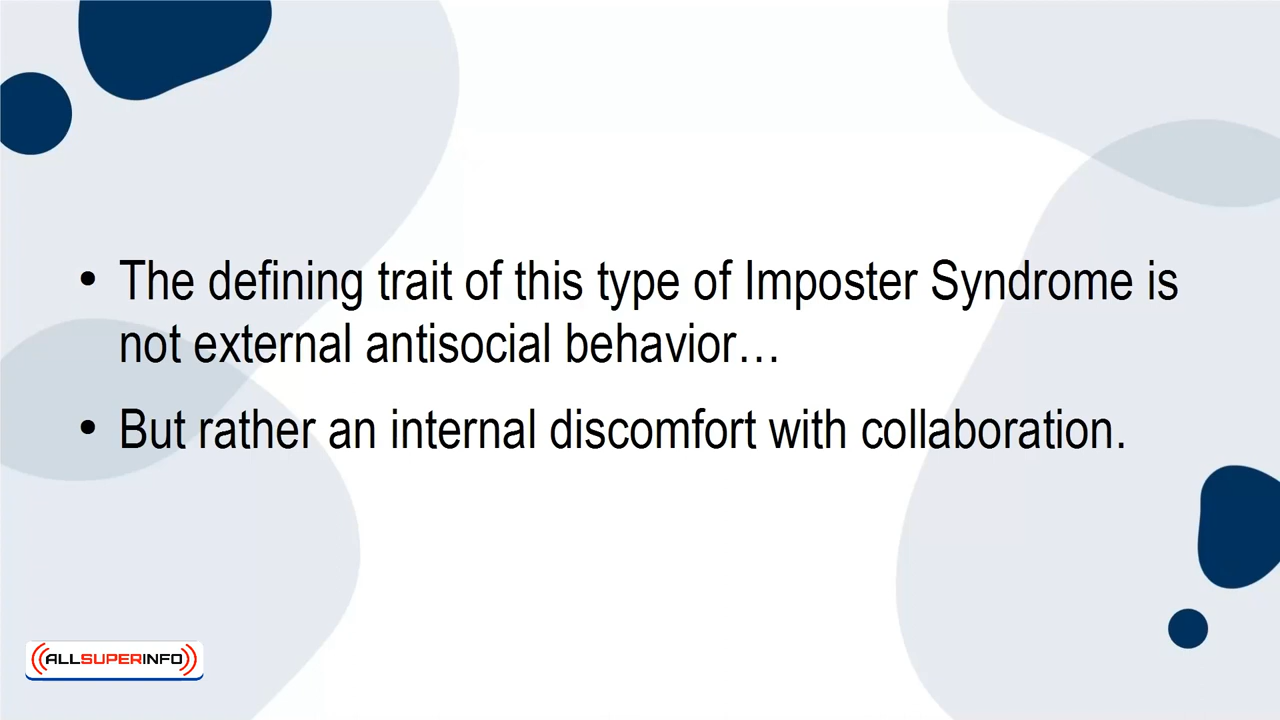 • The defining trait of this type of Imposter Syndrome is
not external antisocial behavior…
• But rather an internal discomfort with collaboration.
ALLSUPERINFO